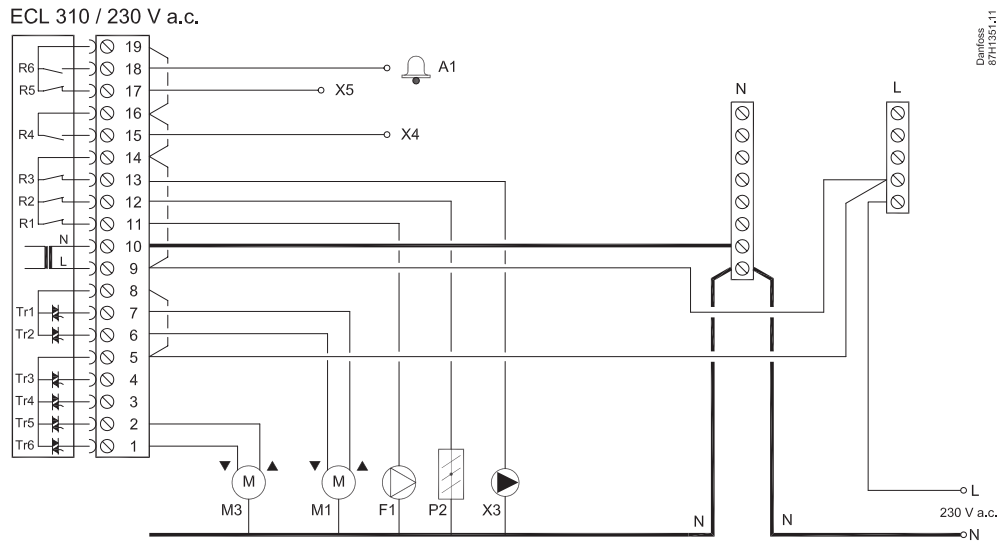 ECL 310 / 230 V a.c.
Danfoss
87H1351.11
19
R6 18 A1
R5 17 X5
16
R4 15 X4
14
R3 13
R2 12
R1 11
N 10
L 9
8
Tr1 7
Tr2 6
5
Tr3 4
Tr4 3
Tr5 2
Tr6 1
N
L
M
M
M3
M1
F1
P2
X3
L
230 V a.c.
N
N
N